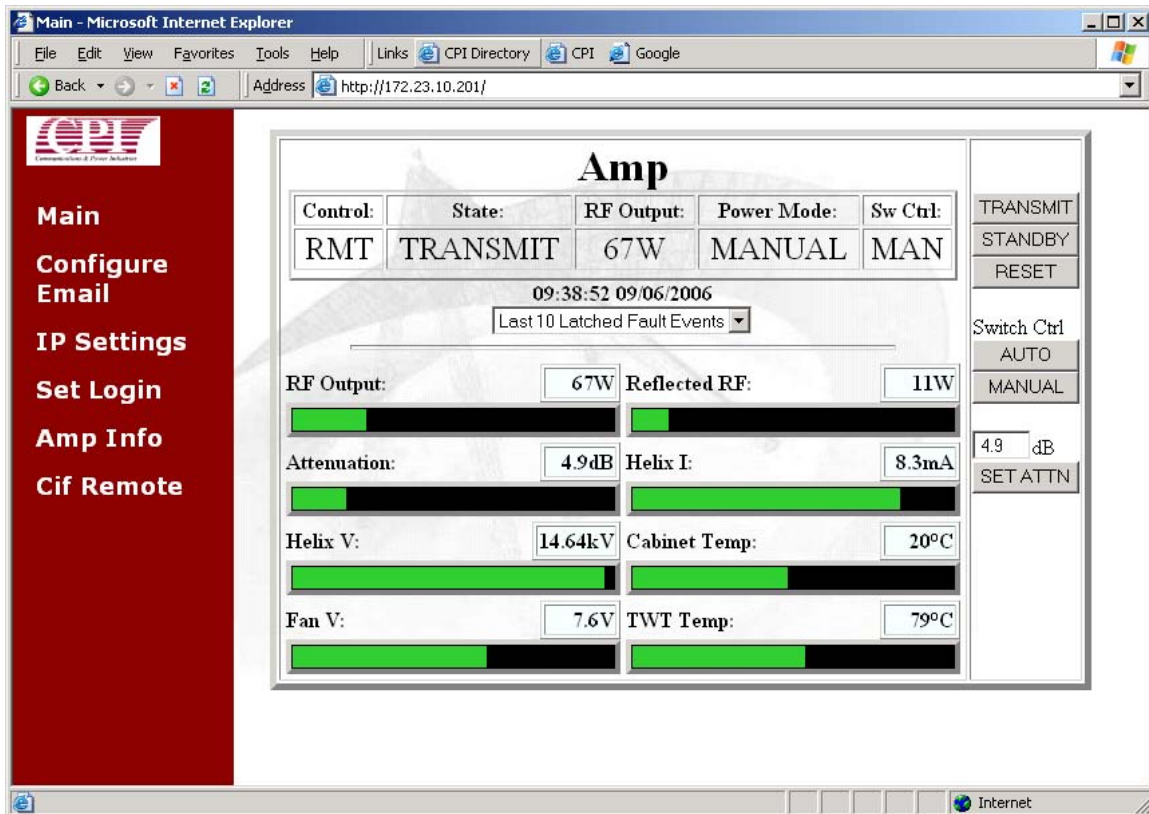 Main - Microsoft Internet Explorer
File Edit View Favorites Tools Help Links CPI Directory CPI Google
Back Address http://172.23.10.201/
CPI
Communications & Power Industries
Main
Configure
Email
IP Settings
Set Login
Amp Info
Cif Remote
Amp
Control: State: RF Output: Power Mode: Sw Ctrl:
RMT TRANSMIT 67W MANUAL MAN
09:38:52 09/06/2006
Last 10 Latched Fault Events
RF Output: 67W Reflected RF: 11W
Attenuation: 4.9dB Helix I: 8.3mA
Helix V: 14.64kV Cabinet Temp: 20°C
Fan V: 7.6V TWT Temp: 79°C
TRANSMIT
STANDBY
RESET
Switch Ctrl
AUTO
MANUAL
4.9 dB
SET ATTN
Internet